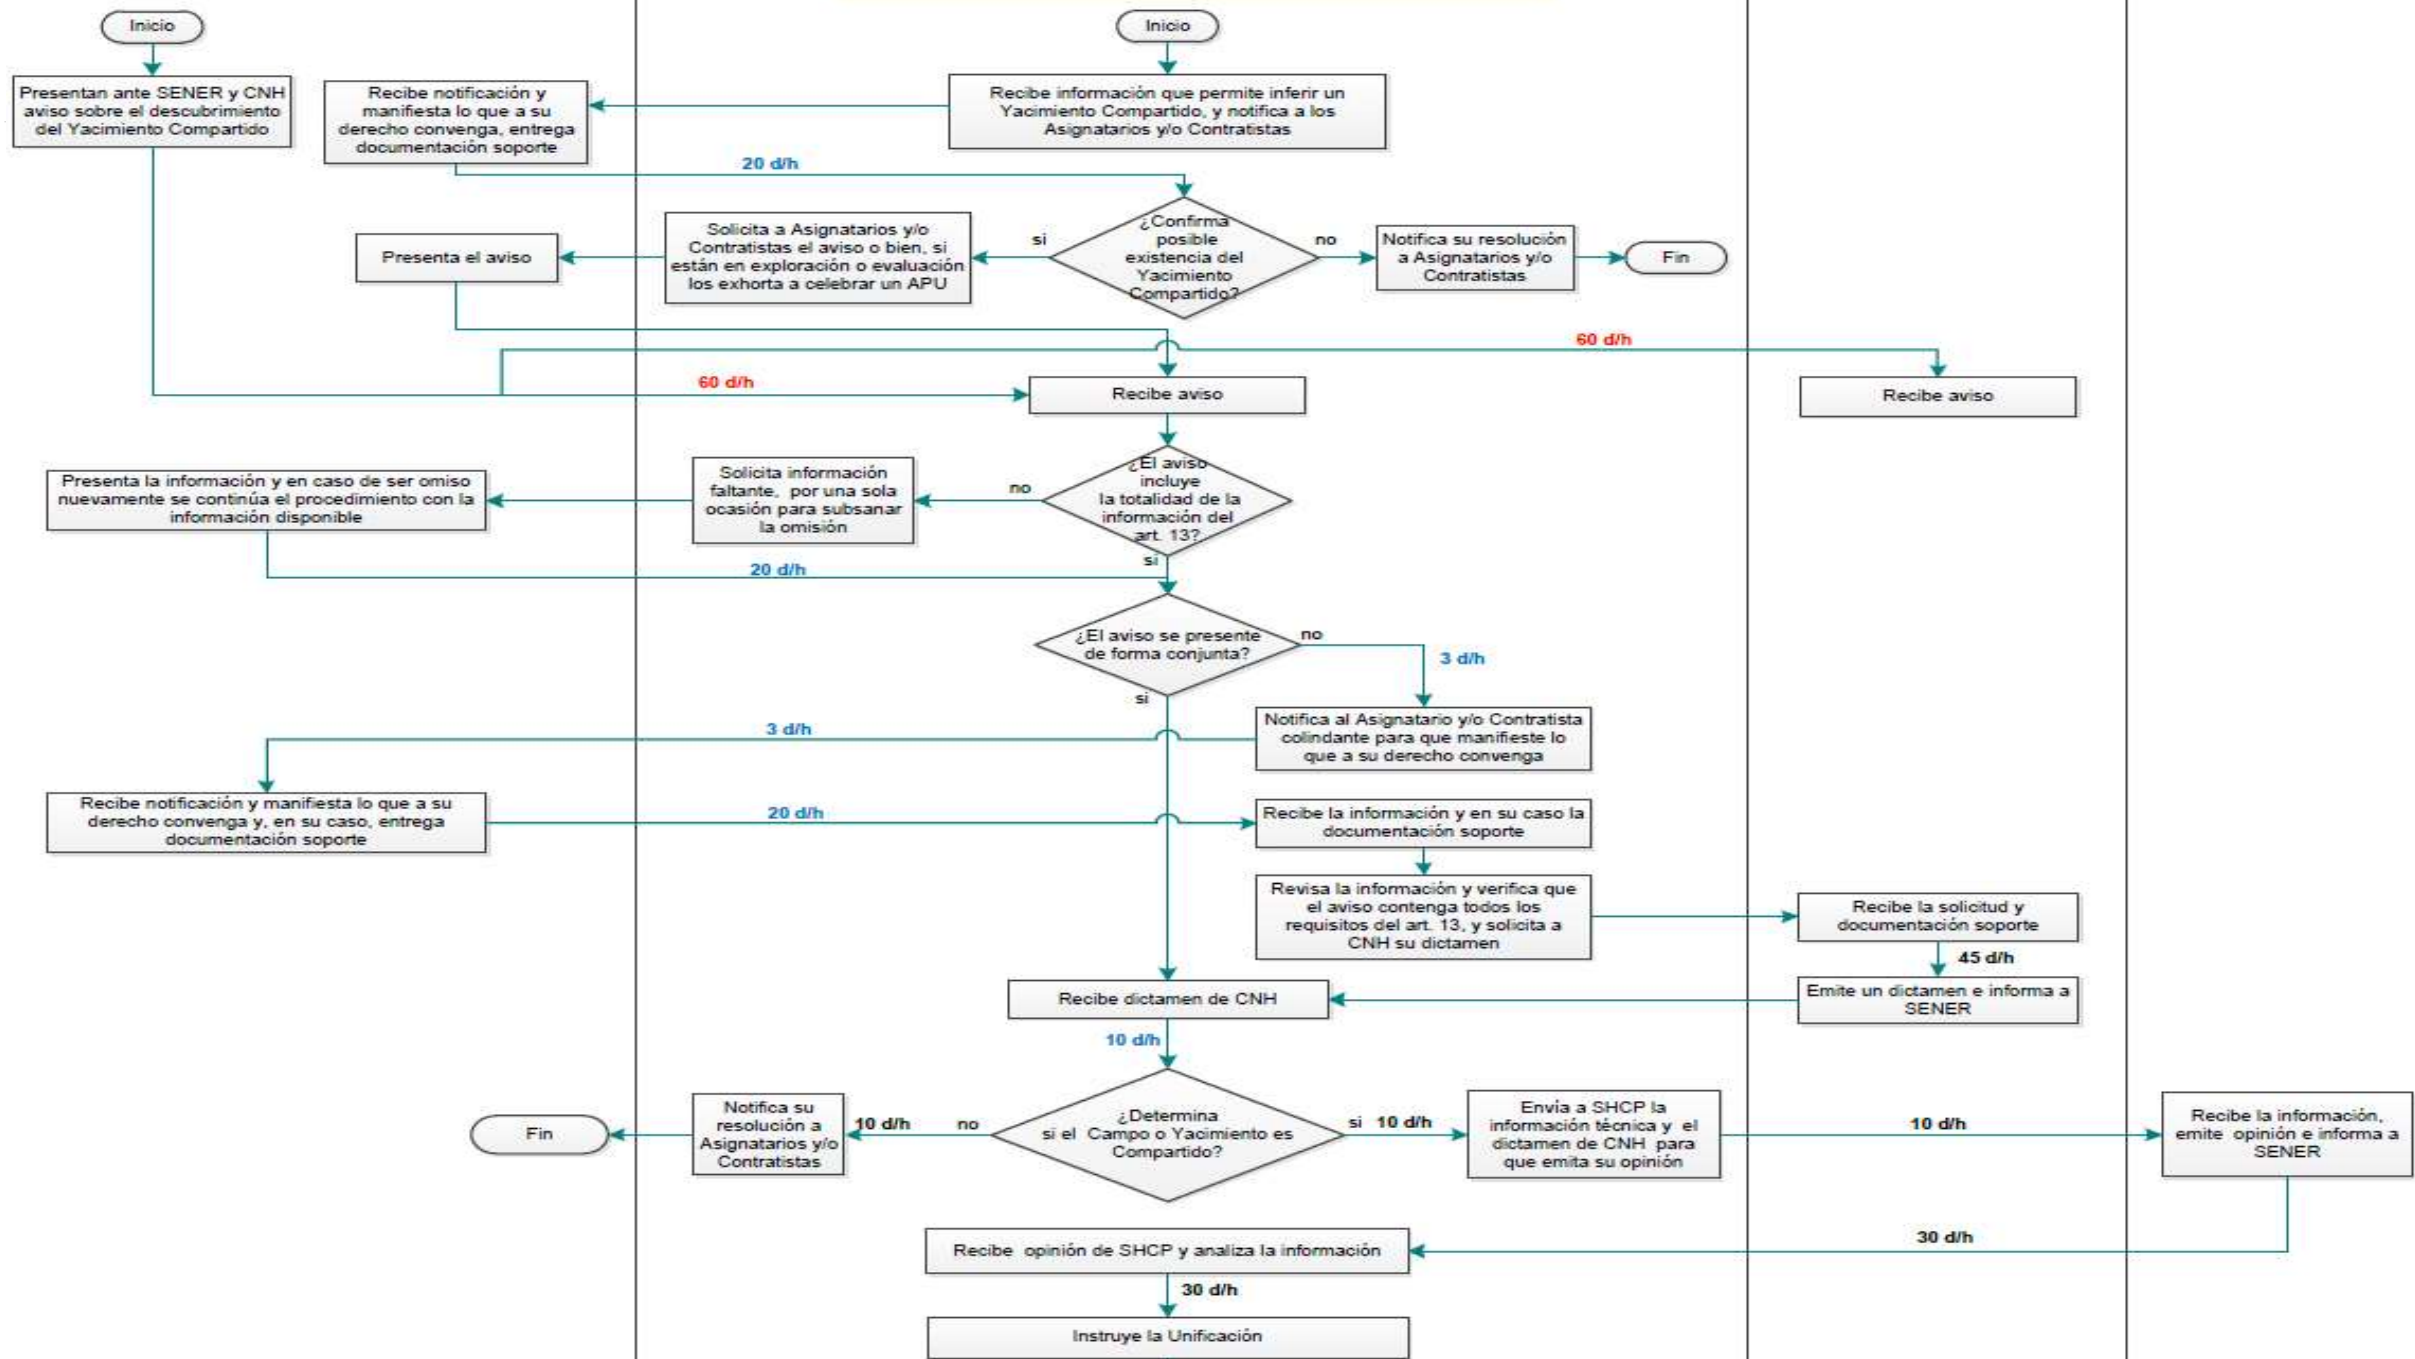 Inicio
Inicio
Presentan ante SENER y CNH
aviso sobre el descubrimiento
del Yacimiento Compartido
Recibe notificación y
manifiesta lo que a su
derecho convenga, entrega
documentación soporte
Recibe información que permite inferir un
Yacimiento Compartido, y notifica a los
Asignatarios y/o Contratistas
20 d/h
¿Confirma
posible
existencia del
Yacimiento
Compartido?
si
no
Solicita a Asignatarios y/o
Contratistas el aviso o bien, si
están en exploración o evaluación
los exhorta a celebrar un APU
Presenta el aviso
Notifica su resolución
a Asignatarios y/o
Contratistas
Fin
60 d/h
60 d/h
Recibe aviso
Recibe aviso
¿El aviso
incluye
la totalidad de la
información del
art. 13?
no
si
Solicita información
faltante, por una sola
ocasión para subsanar
la omisión
Presenta la información y en caso de ser omiso
nuevamente se continúa el procedimiento con la
información disponible
20 d/h
¿El aviso se presente
de forma conjunta?
no
si
3 d/h
Notifica al Asignatario y/o Contratista
colindante para que manifieste lo
que a su derecho convenga
3 d/h
Recibe notificación y manifiesta lo que a su
derecho convenga y, en su caso, entrega
documentación soporte
20 d/h
Recibe la información y en su caso la
documentación soporte
Revisa la información y verifica que
el aviso contenga todos los
requisitos del art. 13, y solicita a
CNH su dictamen
Recibe la solicitud y
documentación soporte
45 d/h
Emite un dictamen e informa a
SENER
Recibe dictamen de CNH
10 d/h
¿Determina
si el Campo o Yacimiento es
Compartido?
no
10 d/h
Notifica su
resolución a
Asignatarios y/o
Contratistas
Fin
si 10 d/h
Envía a SHCP la
información técnica y el
dictamen de CNH para
que emita su opinión
10 d/h
Recibe la información,
emite opinión e informa a
SENER
30 d/h
Recibe opinión de SHCP y analiza la información
30 d/h
Instruye la Unificación